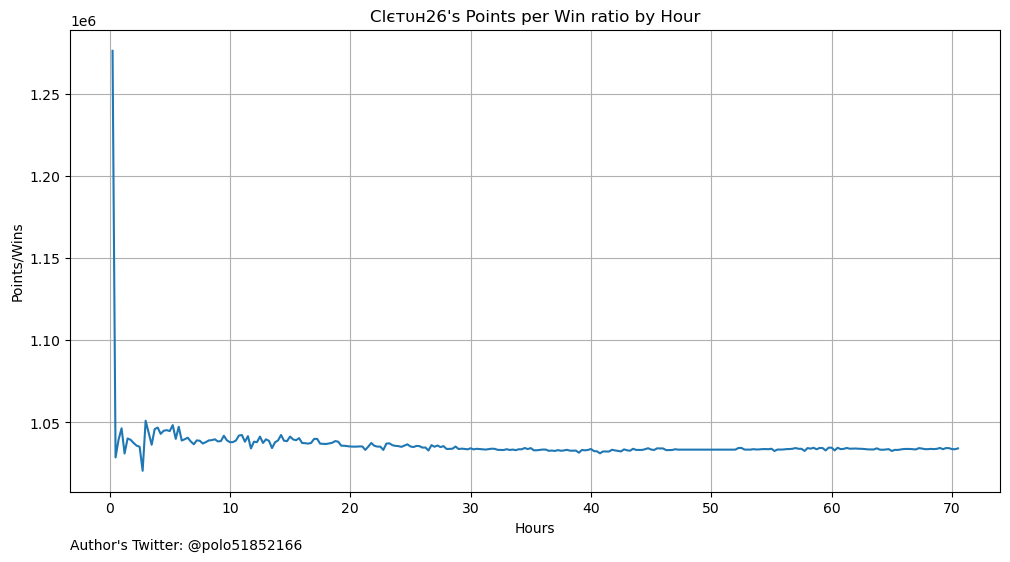 Clєтυн26's Points per Win ratio by Hour
1e6
1.25
1.20
1.15
1.10
1.05
Points/Wins
0 10 20 30 40 50 60 70
Hours
Author's Twitter: @polo51852166